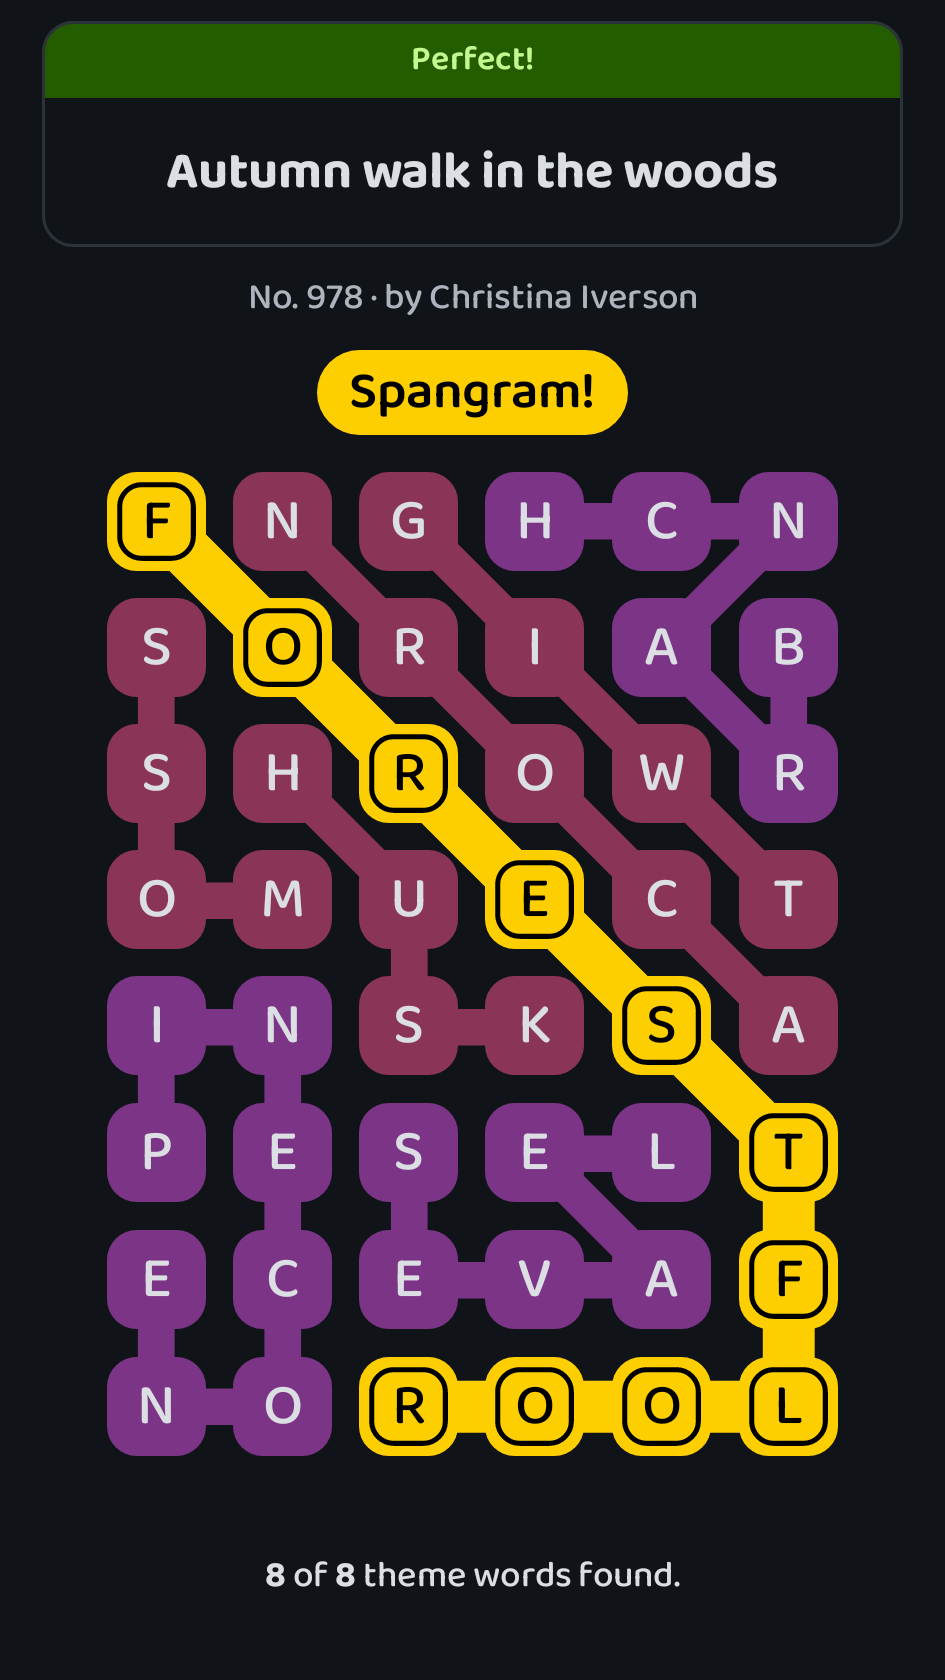 Perfect!
Autumn walk in the woods
No. 978 · by Christina Iverson
Spangram!
F N G H C N
S O R I A B
S H R O W R
O M U E C T
I N S K S A
P E S E L T
E C E V A F
N O R O O L
8 of 8 theme words found.